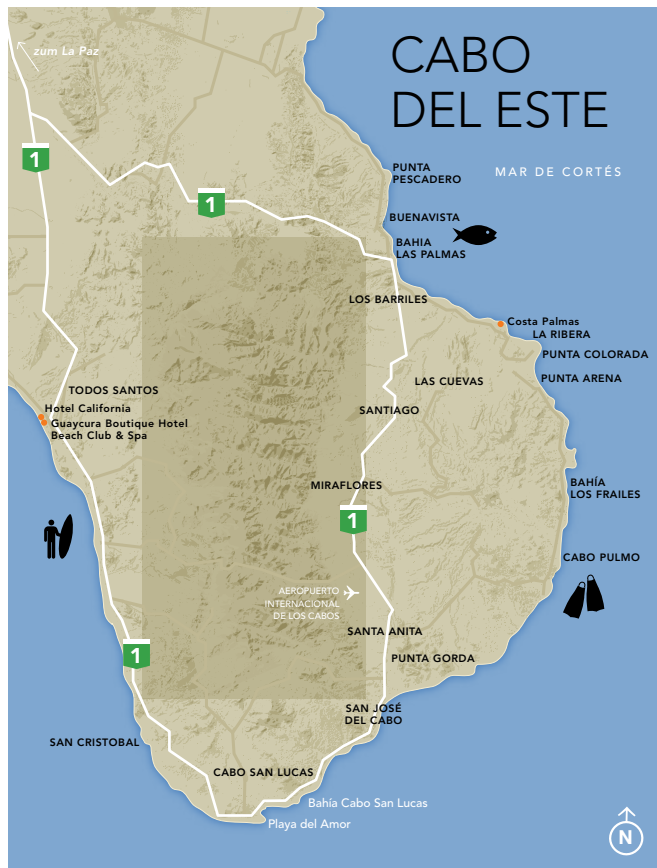 CABO
DEL ESTE
zum La Paz
1
1
PUNTA
PESCADERO
MAR DE CORTÉS
BUENAVISTA
BAHIA
LAS PALMAS
LOS BARRILES
Costa Palmas
LA RIBERA
PUNTA COLORADA
PUNTA ARENA
LAS CUEVAS
TODOS SANTOS
Hotel California
Guaycura Boutique Hotel
Beach Club & Spa
SANTIAGO
MIRAFLORES
BAHÍA
LOS FRAILES
1
CABO PULMO
AEROPUERTO
INTERNACIONAL
DE LOS CABOS
SANTA ANITA
1
PUNTA GORDA
SAN JOSÉ
DEL CABO
SAN CRISTOBAL
CABO SAN LUCAS
Bahía Cabo San Lucas
Playa del Amor
N